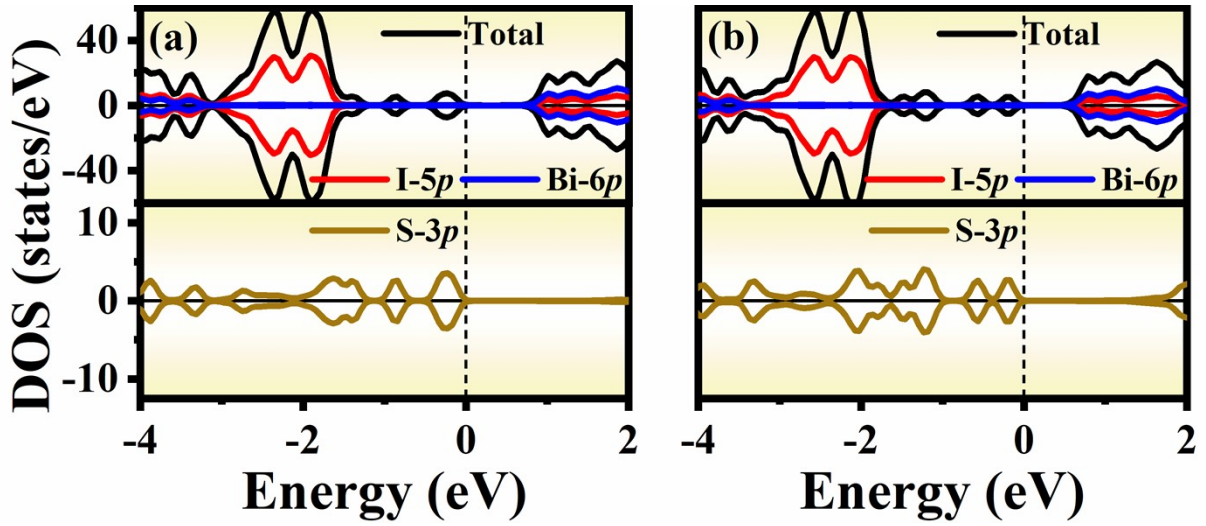 (a) Total
40
0
-40
I-5p Bi-6p
S-3p
10
0
-10
-4 -2 0 2
Energy (eV)
DOS (states/eV)
(b) Total
I-5p Bi-6p
S-3p
-4 -2 0 2
Energy (eV)